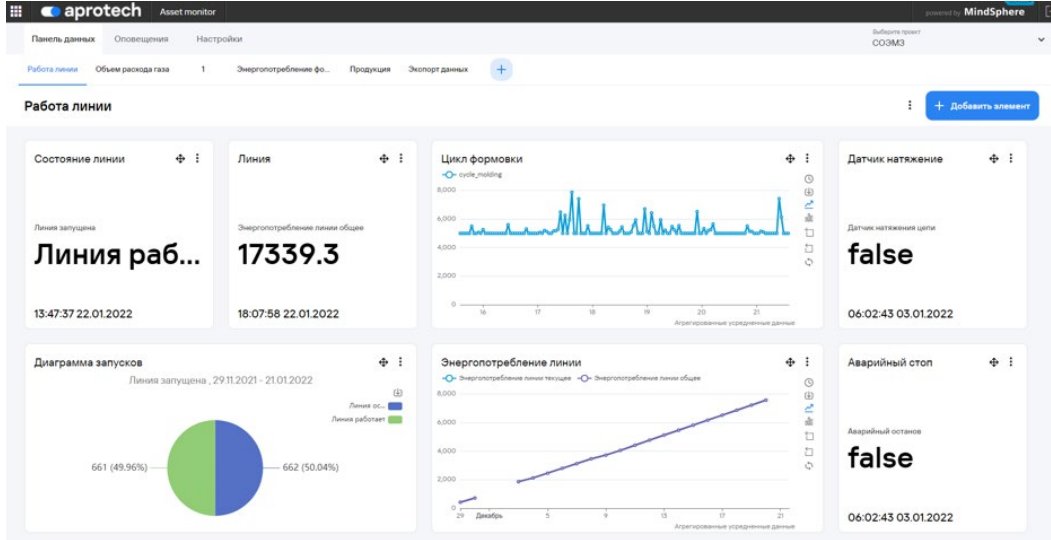 aprotech Asset monitor powered by MindSphere
Панель данных Оповещения Настройки
Выберите проект
СОЭМЗ
Работа линии Объем расхода газа 1 Энергопотребление фо... Продукция Экспорт данных +
Работа линии
+ Добавить элемент
Состояние линии
Линия запущена
Линия раб...
13:47:37 22.01.2022
Линия
Энергопотребление линии общее
17339.3
18:07:58 22.01.2022
Цикл формовки
cycle_molding
8,000
6,000
4,000
2,000
0
16 17 18 19 20 21
Агрегированные усредненные данные
Датчик натяжение
Датчик натяжения цепи
false
06:02:43 03.01.2022
Диаграмма запусков
Линия запущена , 29.11.2021 - 21.01.2022
Линия ос...
Линия работает
661 (49.96%)
662 (50.04%)
Энергопотребление линии
Энергопотребление линии текущее Энергопотребление линии общее
8,000
6,000
4,000
2,000
0
29 Декабрь 5 9 13 17 21
Агрегированные усредненные данные
Аварийный стоп
Аварийный останов
false
06:02:43 03.01.2022